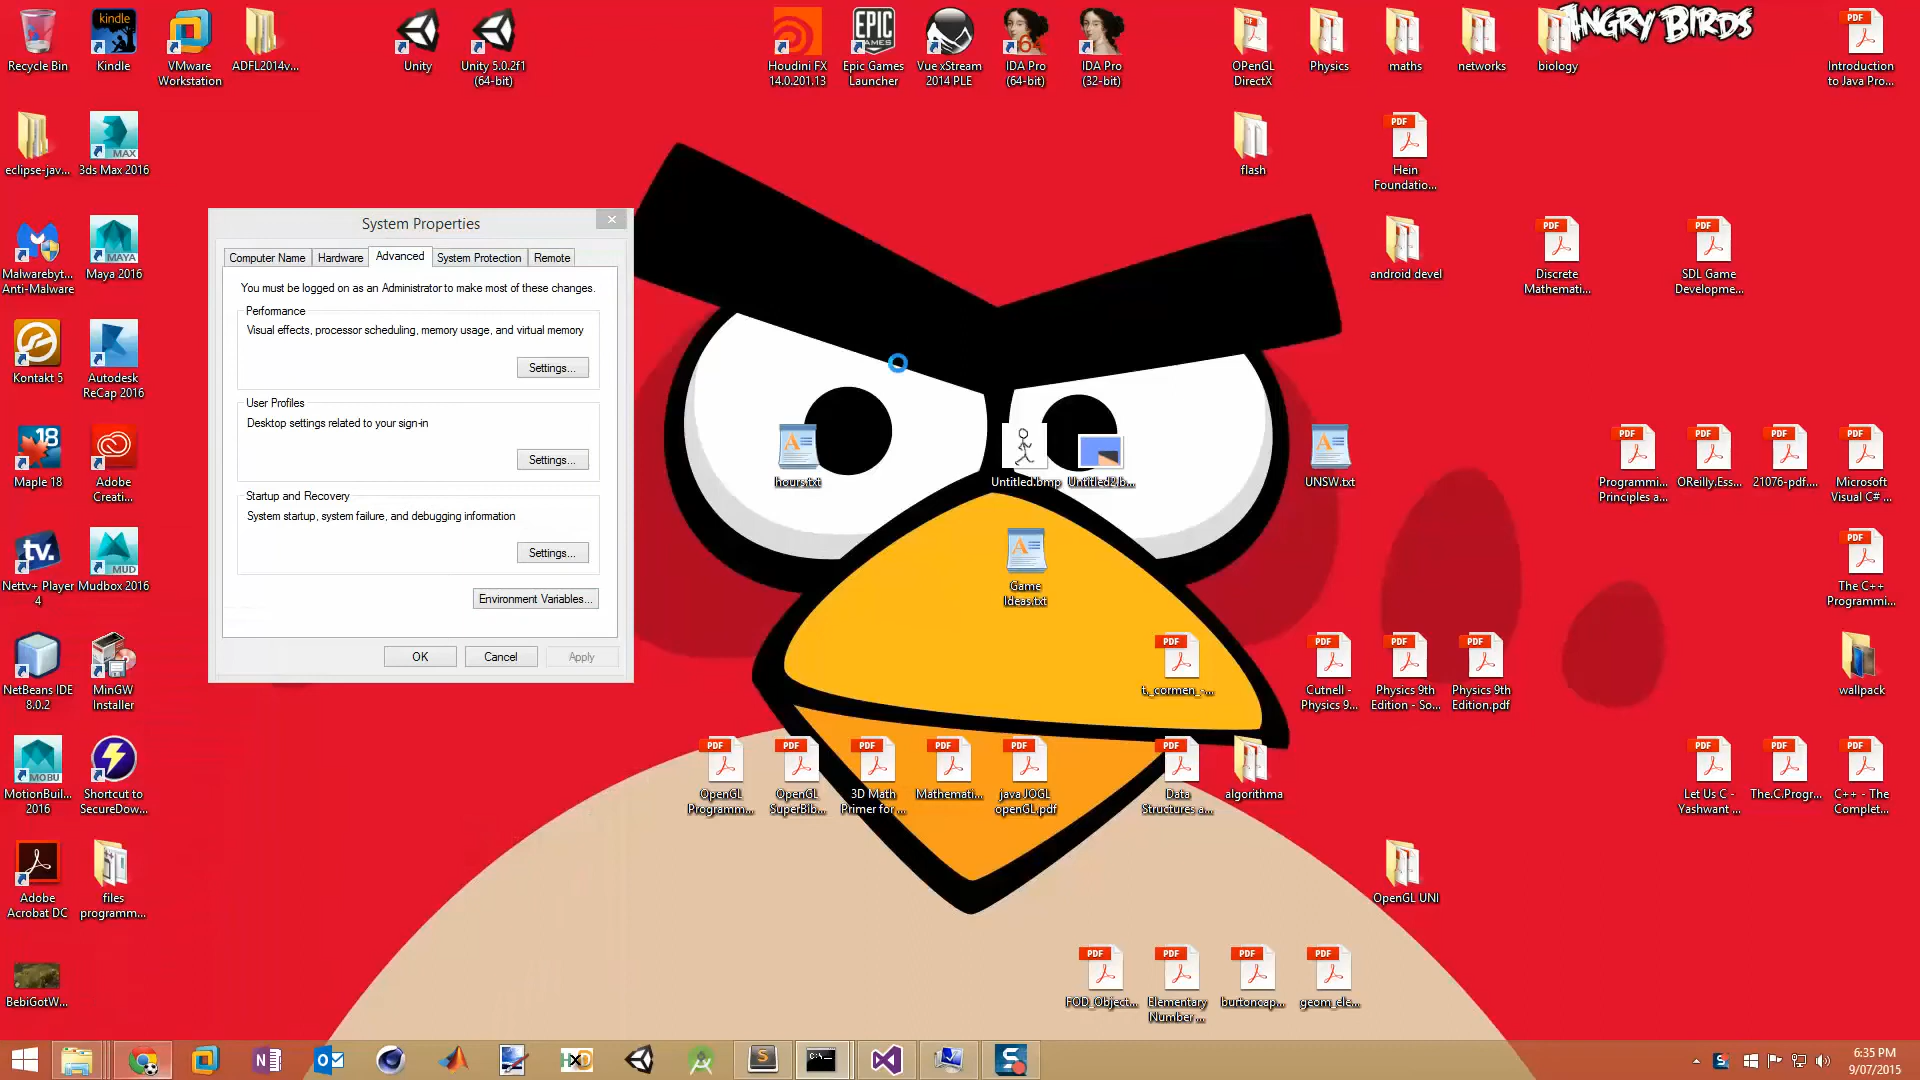 ANGRY BIRDS
Recycle Bin
Kindle
VMware
Workstation
ADFL2014v...
Unity
Unity 5.0.2f1
(64-bit)
Houdini FX
14.0.201.13
Epic Games
Launcher
Vue xStream
2014 PLE
IDA Pro
(64-bit)
IDA Pro
(32-bit)
OPenGL
DirectX
Physics
maths
networks
biology
Introduction
to Java Pro...
eclipse-jav...
3ds Max 2016
flash
Hein
Foundatio...
Malwarebyt...
Anti-Malware
Maya 2016
android devel
Discrete
Mathemati...
SDL Game
Developme...
System Properties
Computer Name
Hardware
Advanced
System Protection
Remote
You must be logged on as an Administrator to make most of these changes.
Performance
Visual effects, processor scheduling, memory usage, and virtual memory
Settings...
User Profiles
Desktop settings related to your sign-in
Settings...
Startup and Recovery
System startup, system failure, and debugging information
Settings...
Environment Variables...
OK
Cancel
Apply
Kontakt 5
Autodesk
ReCap 2016
Maple 18
Adobe
Creati...
hours.txt
Untitled.bmp
Untitled2.b...
UNSW.txt
Programmi...
Principles a...
OReilly.Ess...
21076-pdf....
Microsoft
Visual C# ...
Nettv+ Player
4
Mudbox 2016
Game
Ideas.txt
The C++
Programmi...
NetBeans IDE
8.0.2
MinGW
Installer
t\_cormen\_-...
Cutnell -
Physics 9...
Physics 9th
Edition - So...
Physics 9th
Edition.pdf
wallpack
MotionBuil...
2016
Shortcut to
SecureDow...
OpenGL
Programm...
OpenGL
SuperBib...
3D Math
Primer for ...
Mathemati...
java JOGL
openGL.pdf
Data
Structures a...
algorithma
Let Us C -
Yashwant ...
The.C.Progr...
C++ - The
Complet...
Adobe
Acrobat DC
files
programm...
OpenGL UNI
BebiGotW...
FOD_Object...
Elementary
Number ...
burtoncap...
geom_ele...
6:35 PM
9/07/2015